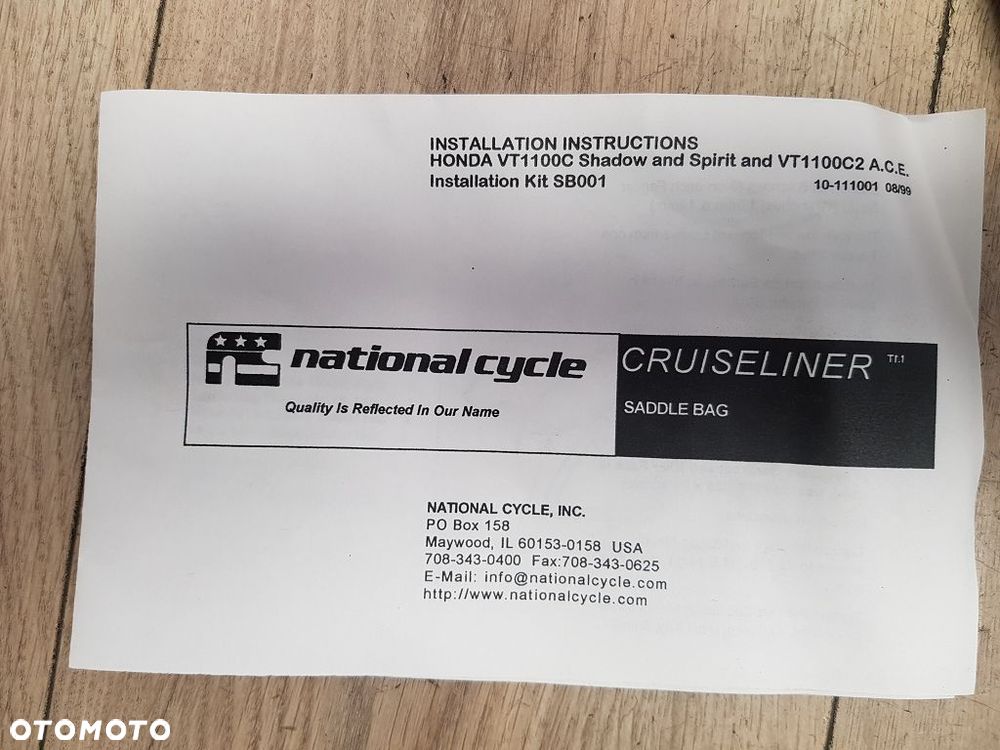 INSTALLATION INSTRUCTIONS
HONDA VT1100C Shadow and Spirit and VT1100C2 A.C.E.
Installation Kit SB001 10-111001 08/99
national cycle CRUISELINER
Quality Is Reflected In Our Name SADDLE BAG
NATIONAL CYCLE, INC.
PO Box 158
Maywood, IL 60153-0158 USA
708-343-0400 Fax:708-343-0625
E-Mail: info@nationalcycle.com
http://www.nationalcycle.com
OTOMOTO